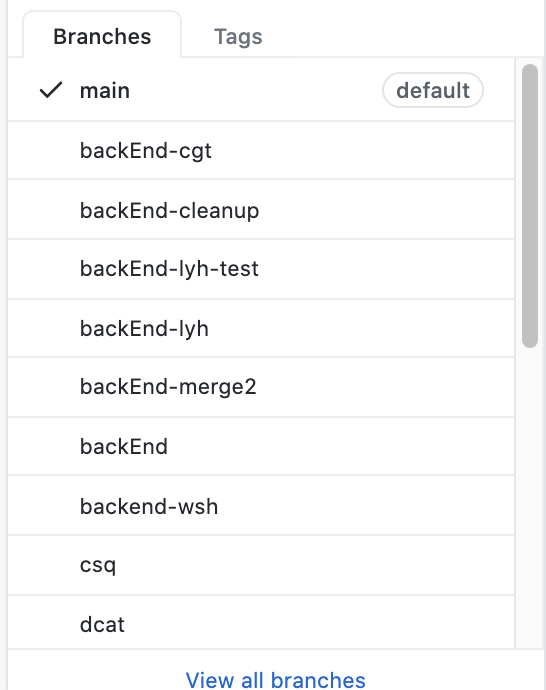 Branches Tags
main default
backEnd-cgt
backEnd-cleanup
backEnd-lyh-test
backEnd-lyh
backEnd-merge2
backEnd
backend-wsh
csq
dcat
View all branches